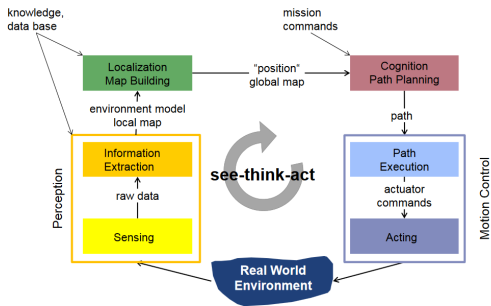 knowledge,
data base
mission
commands
Localization
Map Building
"position"
global map
Cognition
Path Planning
environment model
local map
path
Perception
Information
Extraction
raw data
Sensing
see-think-act
Path
Execution
actuator
commands
Acting
Motion Control
Real World
Environment